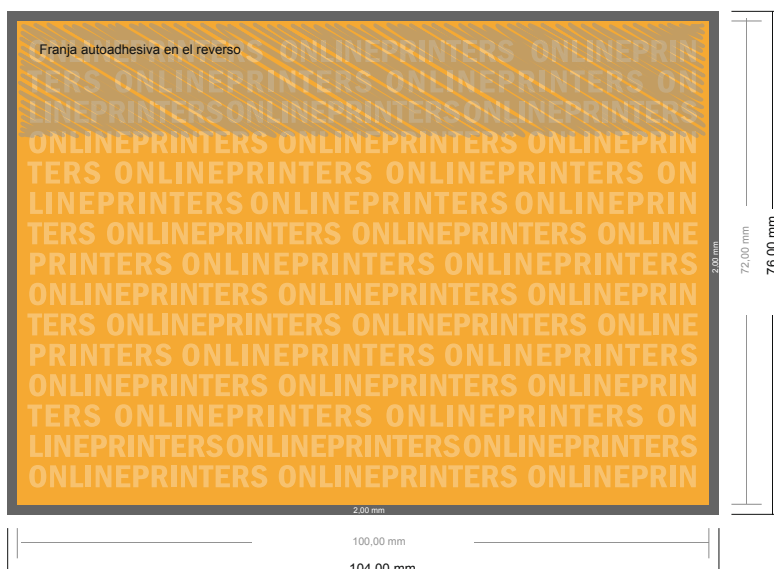 Franja autoadhesiva en el reverso
ONLINEPRINTERS ONLINEPRINTERS ONLINEPRIN
TERS ONLINEPRINTERS ONLINEPRINTERS ON
LINEPRINTERSONLINEPRINTERSONLINEPRINTERS
ONLINEPRINTERS ONLINEPRINTERS ONLINEPRIN
TERS ONLINEPRINTERS ONLINEPRINTERS ON
LINEPRINTERS ONLINEPRINTERS ONLINEPRIN
TERS ONLINEPRINTERS ONLINEPRINTERS ONLINE
PRINTERS ONLINEPRINTERS ONLINEPRINTERS
ONLINEPRINTERS ONLINEPRINTERS ONLINEPRIN
TERS ONLINEPRINTERS ONLINEPRINTERS ONLINE
PRINTERS ONLINEPRINTERS ONLINEPRINTERS
ONLINEPRINTERS ONLINEPRINTERS ONLINEPRIN
TERS ONLINEPRINTERS ONLINEPRINTERS ON
LINEPRINTERSONLINEPRINTERSONLINEPRINTERS
ONLINEPRINTERS ONLINEPRINTERS ONLINEPRIN
2,00 mm
72,00 mm
76,00 mm
2,00 mm
100,00 mm
104,00 mm